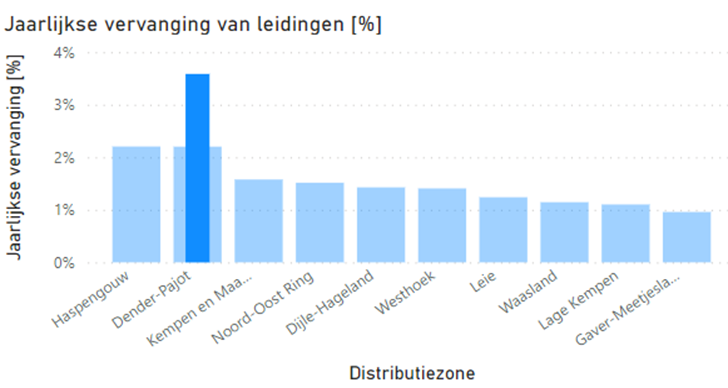 Jaarlijkse vervanging van leidingen [%]
Jaarlijkse vervanging [%]
4%
3%
2%
1%
0%
Haspengouw
Dender-Pajot
Kempen en Maa...
Noord-Oost Ring
Dijle-Hageland
Westhoek
Leie
Waasland
Lage Kempen
Gaver-Meetjesla...
Distributiezone